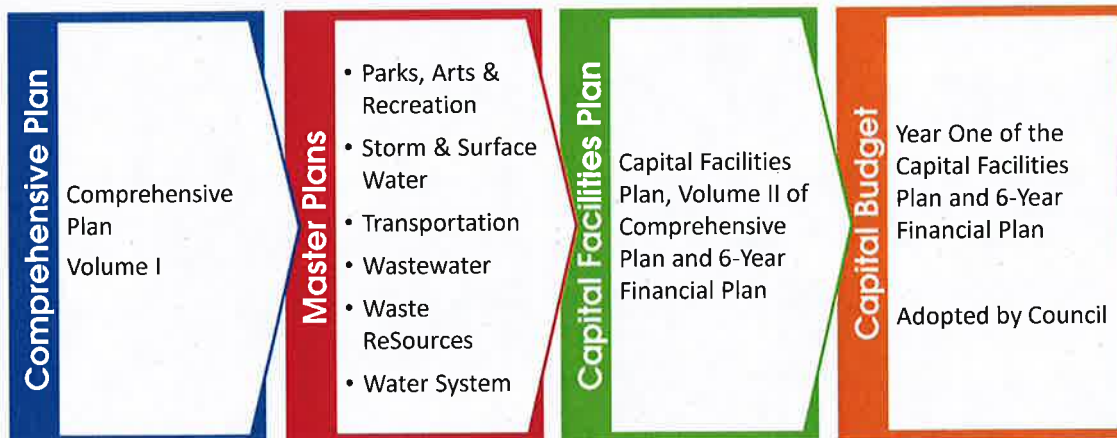 Comprehensive Plan
Comprehensive
Plan
Volume I
Master Plans
• Parks, Arts &
Recreation
• Storm & Surface
Water
• Transportation
• Wastewater
• Waste
ReSources
• Water System
Capital Facilities Plan
Capital Facilities
Plan, Volume II of
Comprehensive
Plan and 6-Year
Financial Plan
Capital Budget
Year One of the
Capital Facilities
Plan and 6-Year
Financial Plan
Adopted by Council